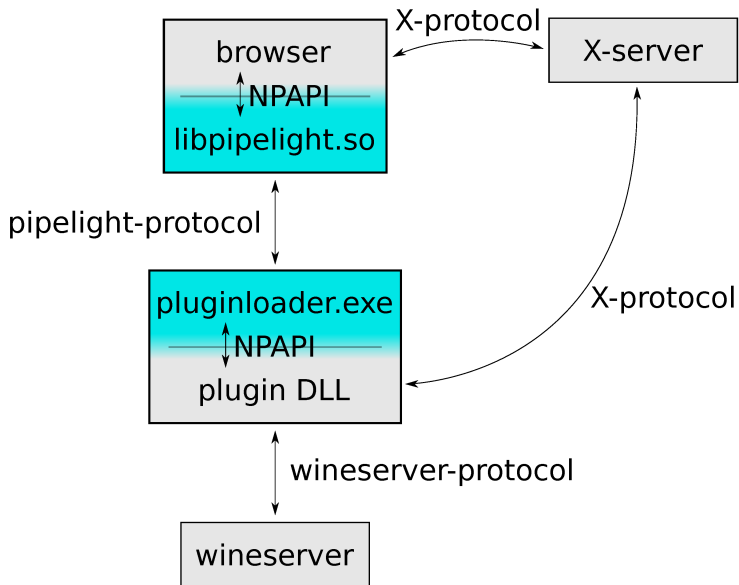 X-protocol
browser
X-server
NPAPI
libpipelight.so
pipelight-protocol
pluginloader.exe
X-protocol
NPAPI
plugin DLL
wineserver-protocol
wineserver